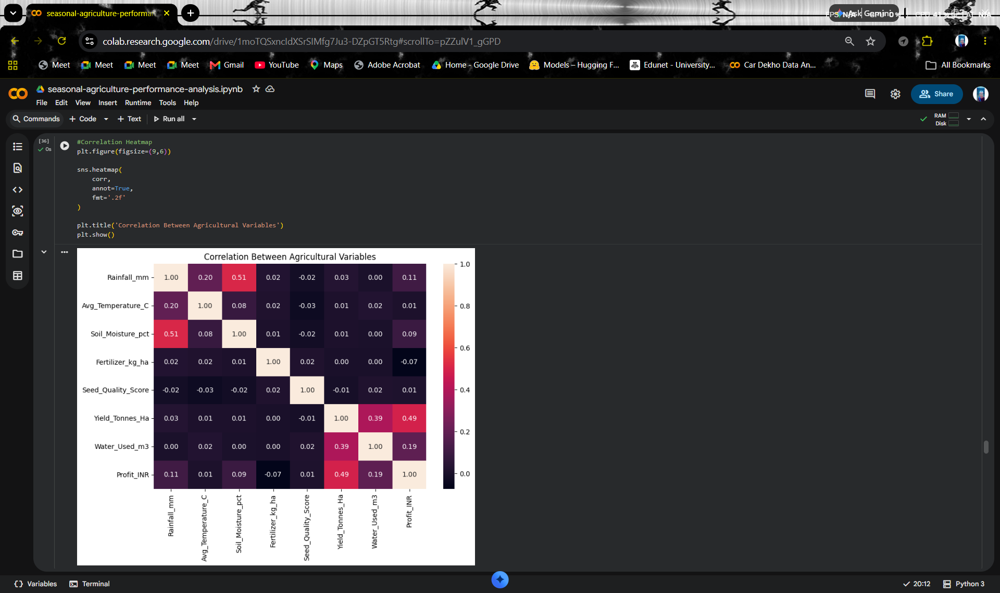 seasonal-agriculture-performan
Ask Gemini
colab.research.google.com/drive/1moTQSxncIdXSrSIMfg7Ju3-DZpGT5Rtg#scrollTo=pZZulV1_gGPD
Meet Meet Meet Meet Gmail YouTube Maps Adobe Acrobat Home - Google Drive Models – Hugging F... Edunet - University... Car Dekho Data An... All Bookmarks
seasonal-agriculture-performance-analysis.ipynb
File Edit View Insert Runtime Tools Help
Share
Commands + Code + Text Run all
RAM
Disk
[36]
0s
#Correlation Heatmap
plt.figure(figsize=(9,6))
sns.heatmap(
corr,
annot=True,
fmt='.2f'
)
plt.title('Correlation Between Agricultural Variables')
plt.show()
Correlation Between Agricultural Variables
Rainfall_mm 1.00 0.20 0.51 0.02 -0.02 0.03 0.00 0.11
Avg_Temperature_C 0.20 1.00 0.08 0.02 -0.03 0.01 0.02 0.01
Soil_Moisture_pct 0.51 0.08 1.00 0.01 -0.02 0.01 0.00 0.09
Fertilizer_kg_ha 0.02 0.02 0.01 1.00 0.02 0.00 0.00 -0.07
Seed_Quality_Score -0.02 -0.03 -0.02 0.02 1.00 -0.01 0.02 0.01
Yield_Tonnes_Ha 0.03 0.01 0.01 0.00 -0.01 1.00 0.39 0.49
Water_Used_m3 0.00 0.02 0.00 0.00 0.02 0.39 1.00 0.19
Profit_INR 0.11 0.01 0.09 -0.07 0.01 0.49 0.19 1.00
Rainfall_mm
Avg_Temperature_C
Soil_Moisture_pct
Fertilizer_kg_ha
Seed_Quality_Score
Yield_Tonnes_Ha
Water_Used_m3
Profit_INR
1.0
0.8
0.6
0.4
0.2
0.0
Variables Terminal
20:12 Python 3